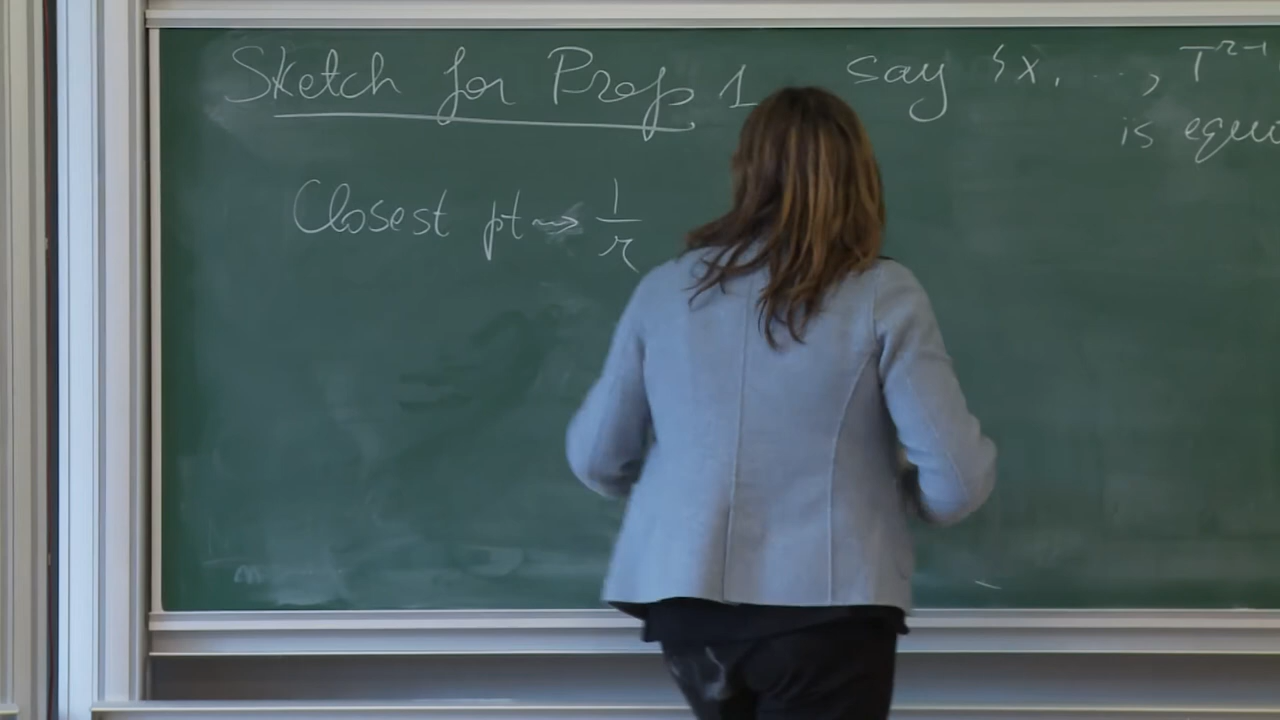 Sketch for Prop 1 say {x, ..., T^{r-1}
is equi
Closest pt ⇝ 1/r